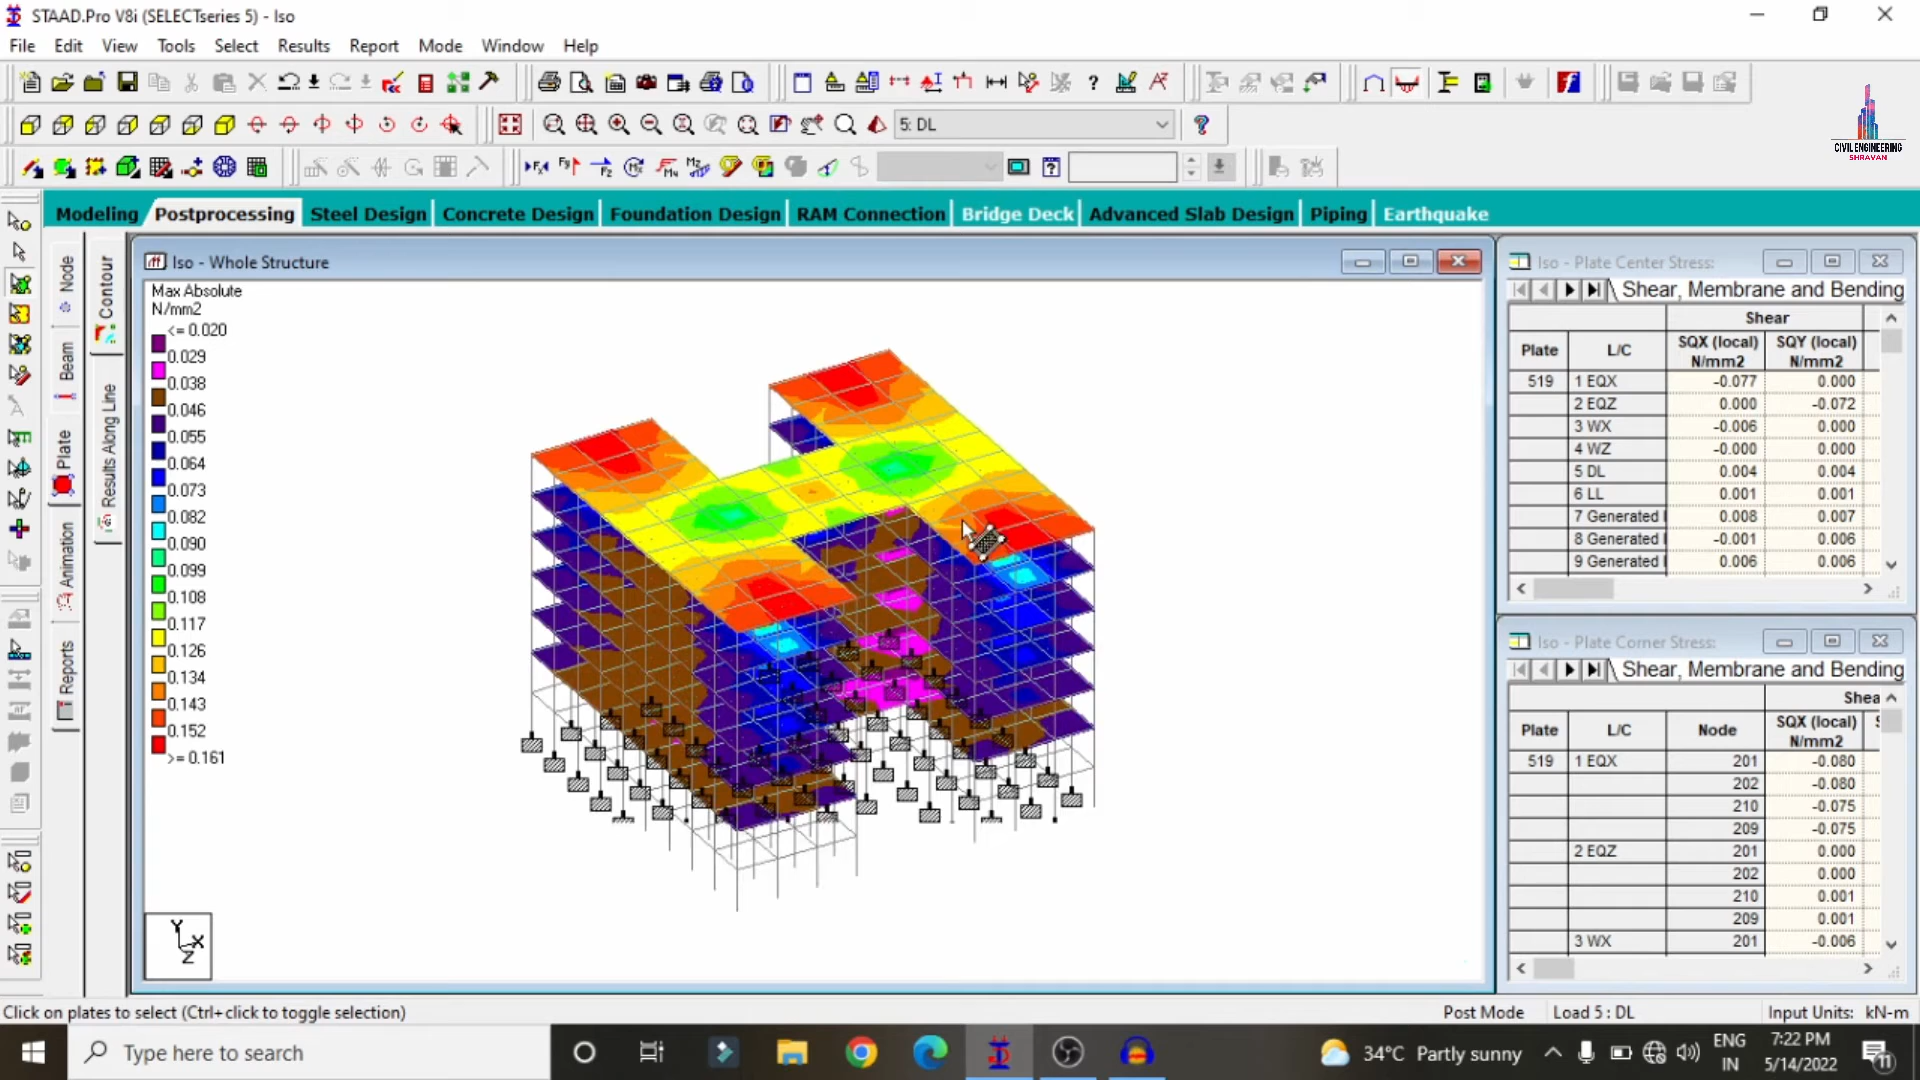 STAAD.Pro V8i (SELECTseries 5) - Iso
File Edit View Tools Select Results Report Mode Window Help
5: DL
CIVIL ENGINEERING
SHRAVAN
Modeling Postprocessing Steel Design Concrete Design Foundation Design RAM Connection Bridge Deck Advanced Slab Design Piping Earthquake
Node
Beam
Plate
Animation
Reports
Contour
Results Along Line
Iso - Whole Structure
Max Absolute
N/mm2
<= 0.020
0.029
0.038
0.046
0.055
0.064
0.073
0.082
0.090
0.099
0.108
0.117
0.126
0.134
0.143
0.152
>= 0.161
Y
X
Z
Iso - Plate Center Stress:
Shear, Membrane and Bending
Shear
Plate L/C SQX (local) N/mm2 SQY (local) N/mm2
519 1 EQX -0.077 0.000
2 EQZ 0.000 -0.072
3 WX -0.006 0.000
4 WZ -0.000 0.000
5 DL 0.004 0.004
6 LL 0.001 0.001
7 Generated 0.008 0.007
8 Generated -0.001 0.006
9 Generated 0.006 0.006
Iso - Plate Corner Stress:
Shear, Membrane and Bending
Shea
Plate L/C Node SQX (local) N/mm2
519 1 EQX 201 -0.080
202 -0.080
210 -0.075
209 -0.075
2 EQZ 201 0.000
202 0.000
210 0.001
209 0.001
3 WX 201 -0.006
Click on plates to select (Ctrl+click to toggle selection)
Post Mode Load 5 : DL Input Units: kN-m
Type here to search
34°C Partly sunny
ENG
IN
7:22 PM
5/14/2022
11